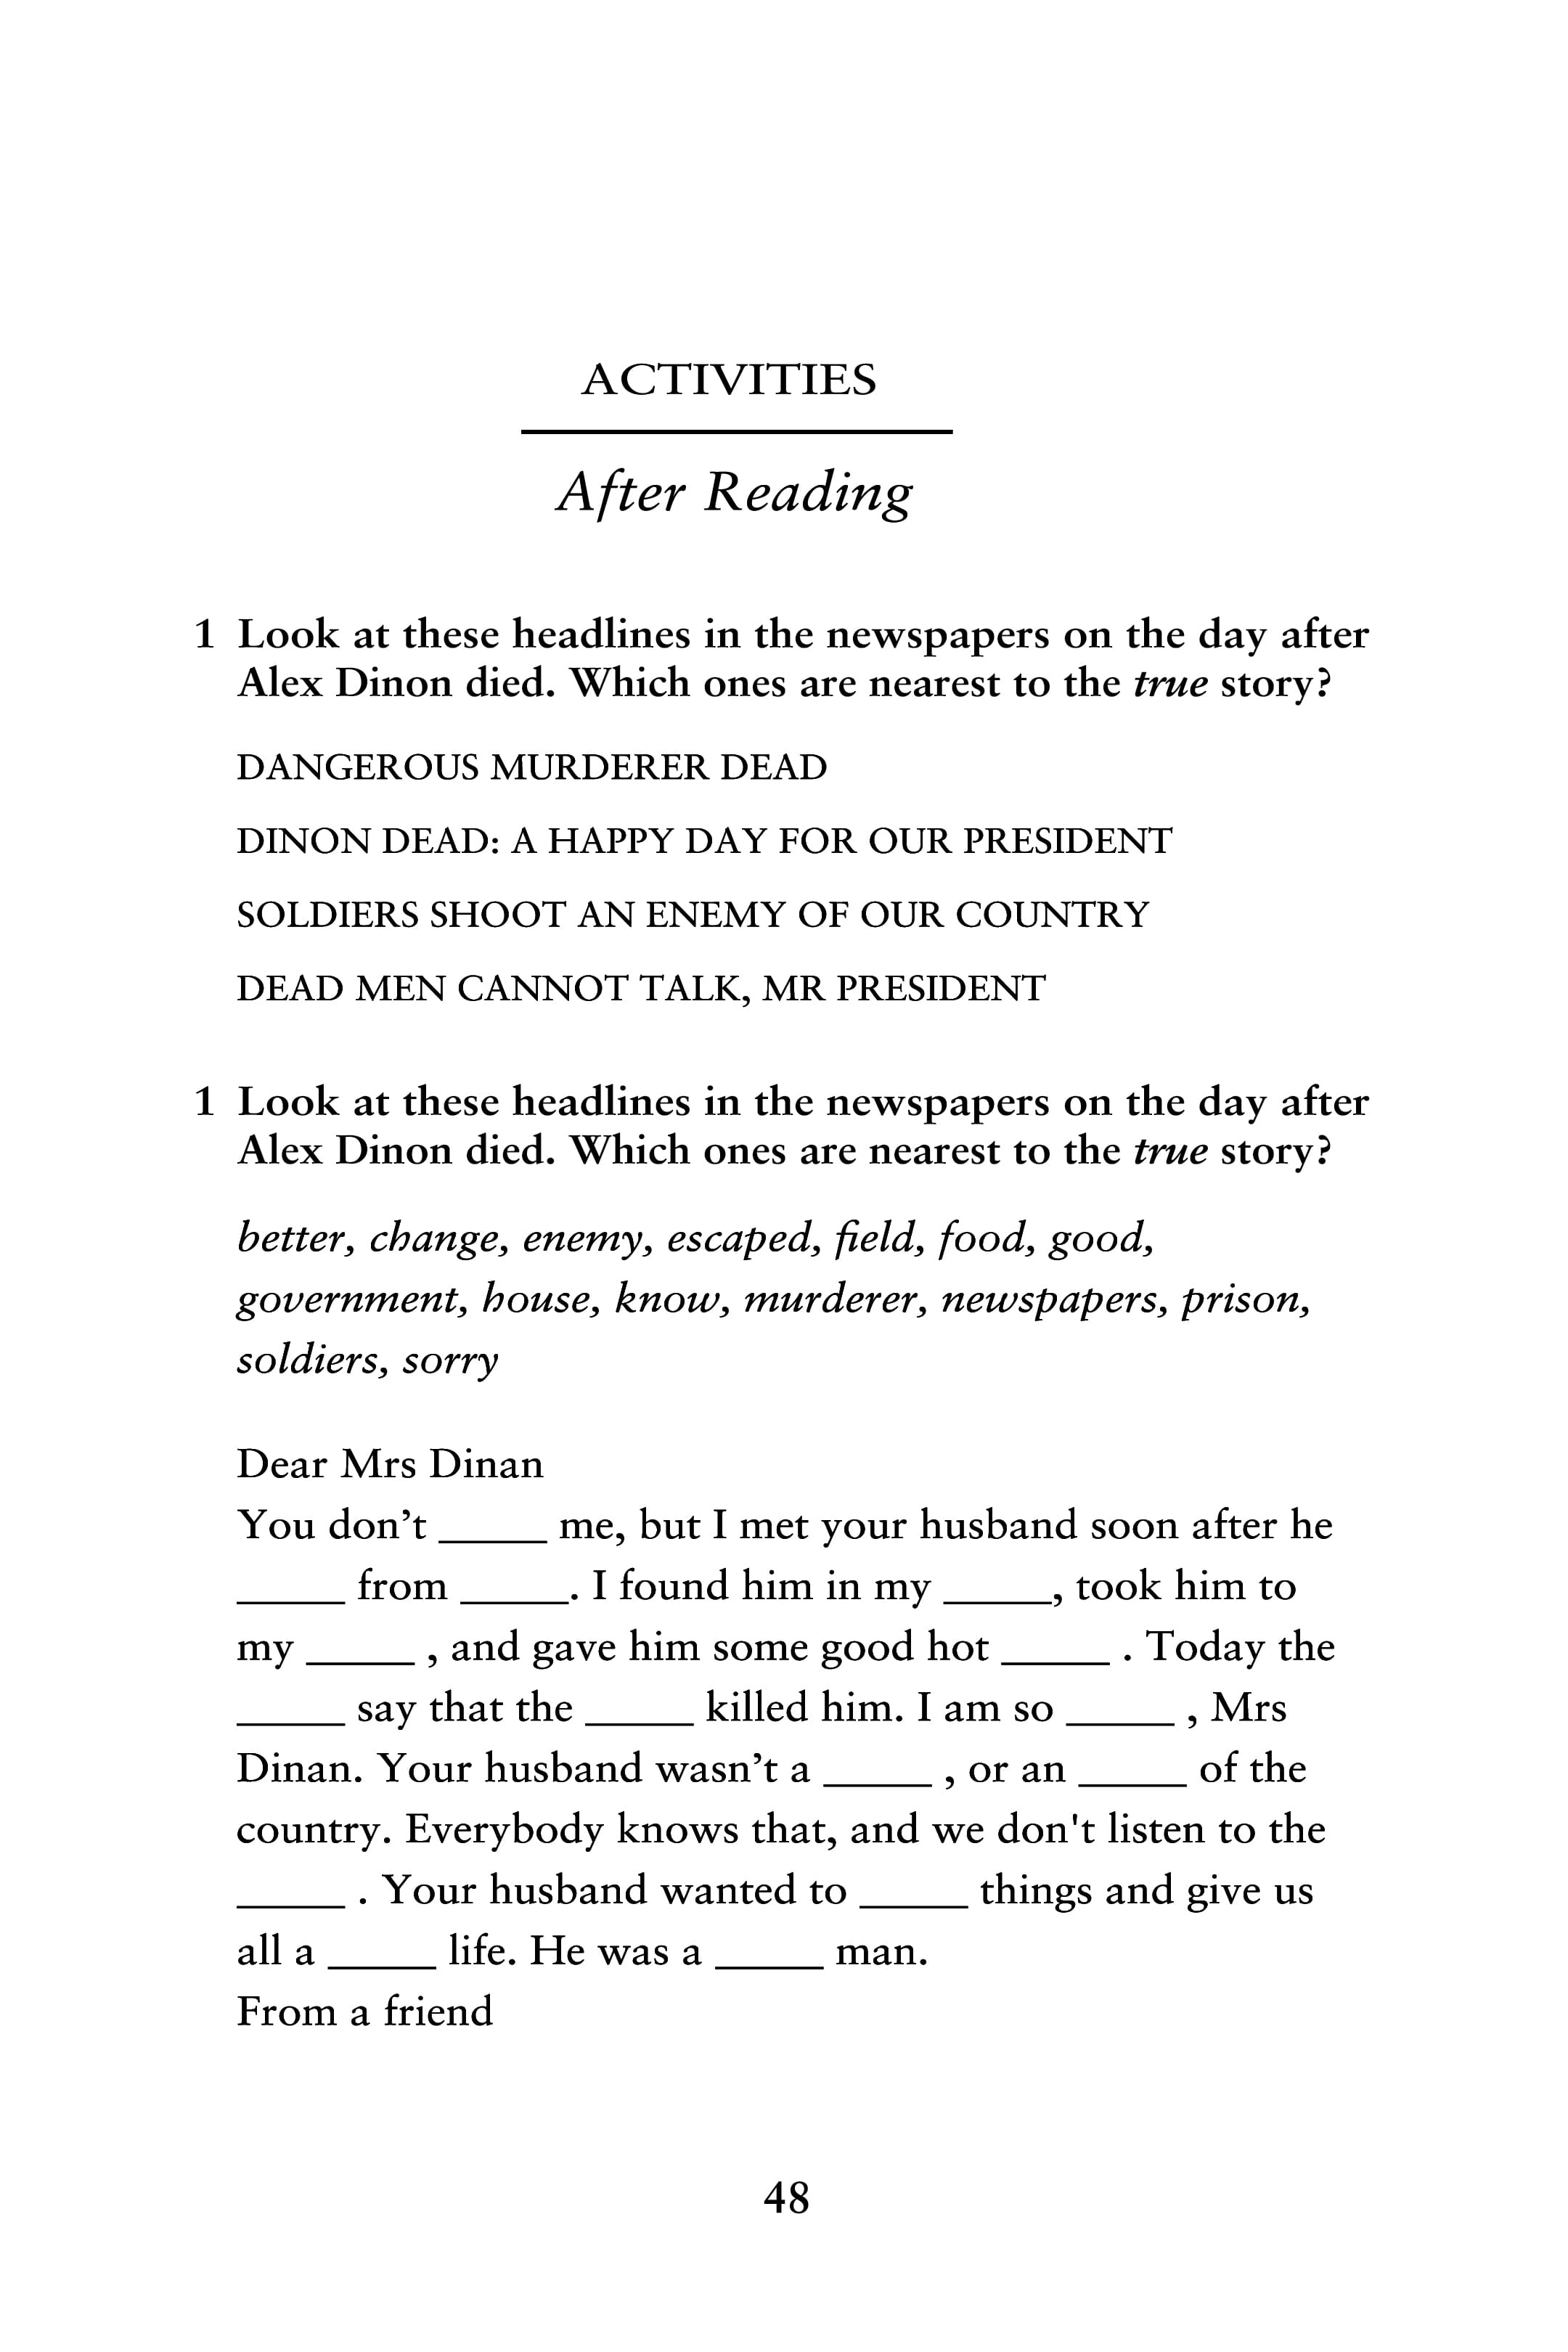 ACTIVITIES
After Reading
1 Look at these headlines in the newspapers on the day after
Alex Dinon died. Which ones are nearest to the true story?
DANGEROUS MURDERER DEAD
DINON DEAD: A HAPPY DAY FOR OUR PRESIDENT
SOLDIERS SHOOT AN ENEMY OF OUR COUNTRY
DEAD MEN CANNOT TALK, MR PRESIDENT
1 Look at these headlines in the newspapers on the day after
Alex Dinon died. Which ones are nearest to the true story?
better, change, enemy, escaped, field, food, good,
government, house, know, murderer, newspapers, prison,
soldiers, sorry
Dear Mrs Dinan
You don’t _____ me, but I met your husband soon after he
_____ from _____. I found him in my _____, took him to
my _____ , and gave him some good hot _____ . Today the
_____ say that the _____ killed him. I am so _____ , Mrs
Dinan. Your husband wasn’t a _____ , or an _____ of the
country. Everybody knows that, and we don't listen to the
_____ . Your husband wanted to _____ things and give us
all a _____ life. He was a _____ man.
From a friend
48